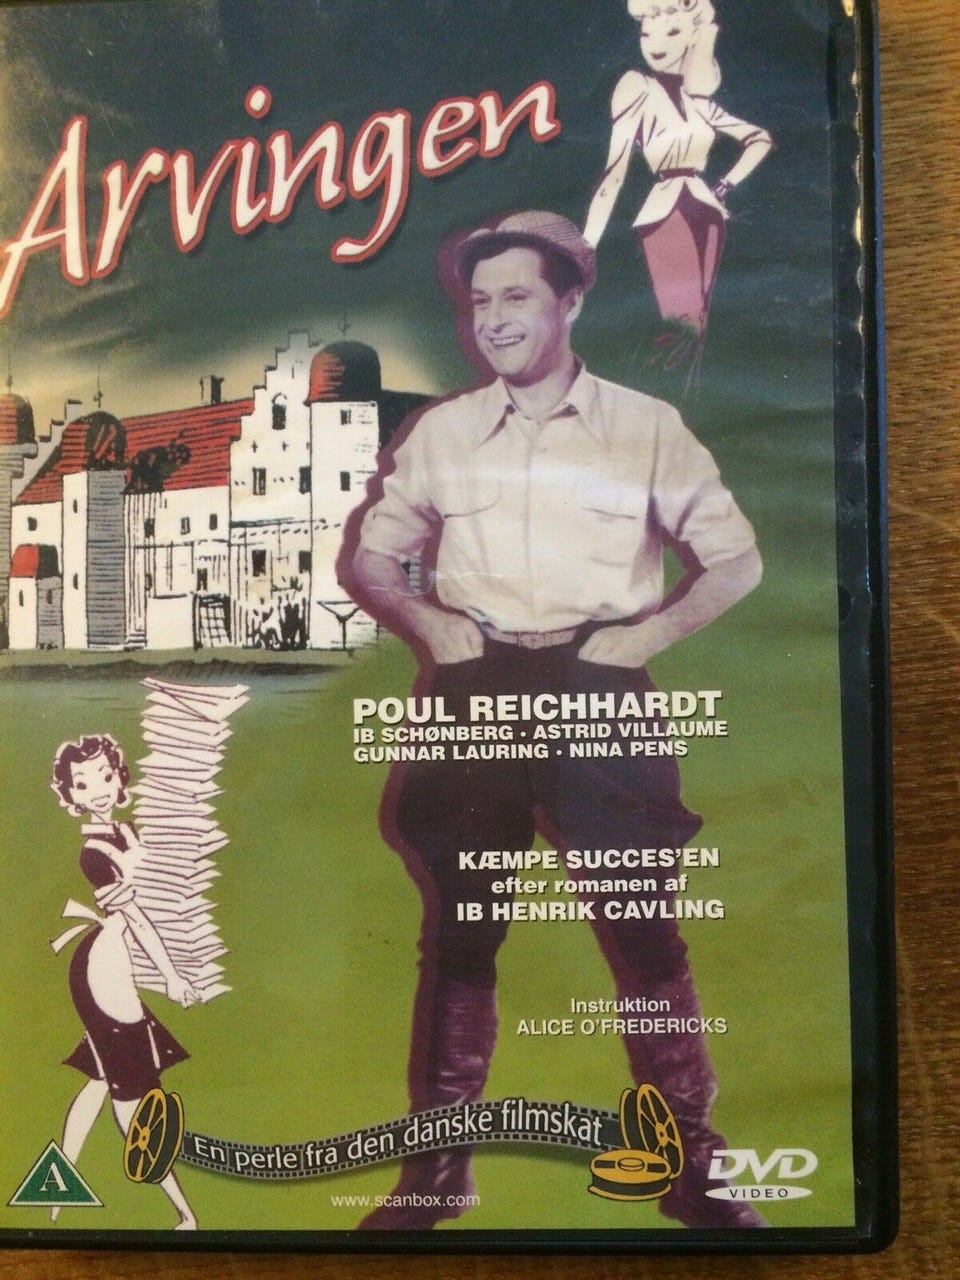 Arvingen
POUL REICHHARDT
IB SCHØNBERG · ASTRID VILLAUME
GUNNAR LAURING · NINA PENS
KÆMPE SUCCES'EN
efter romanen af
IB HENRIK CAVLING
Instruktion
ALICE O'FREDERICKS
En perle fra den danske filmskat
A
www.scanbox.com
DVD
VIDEO